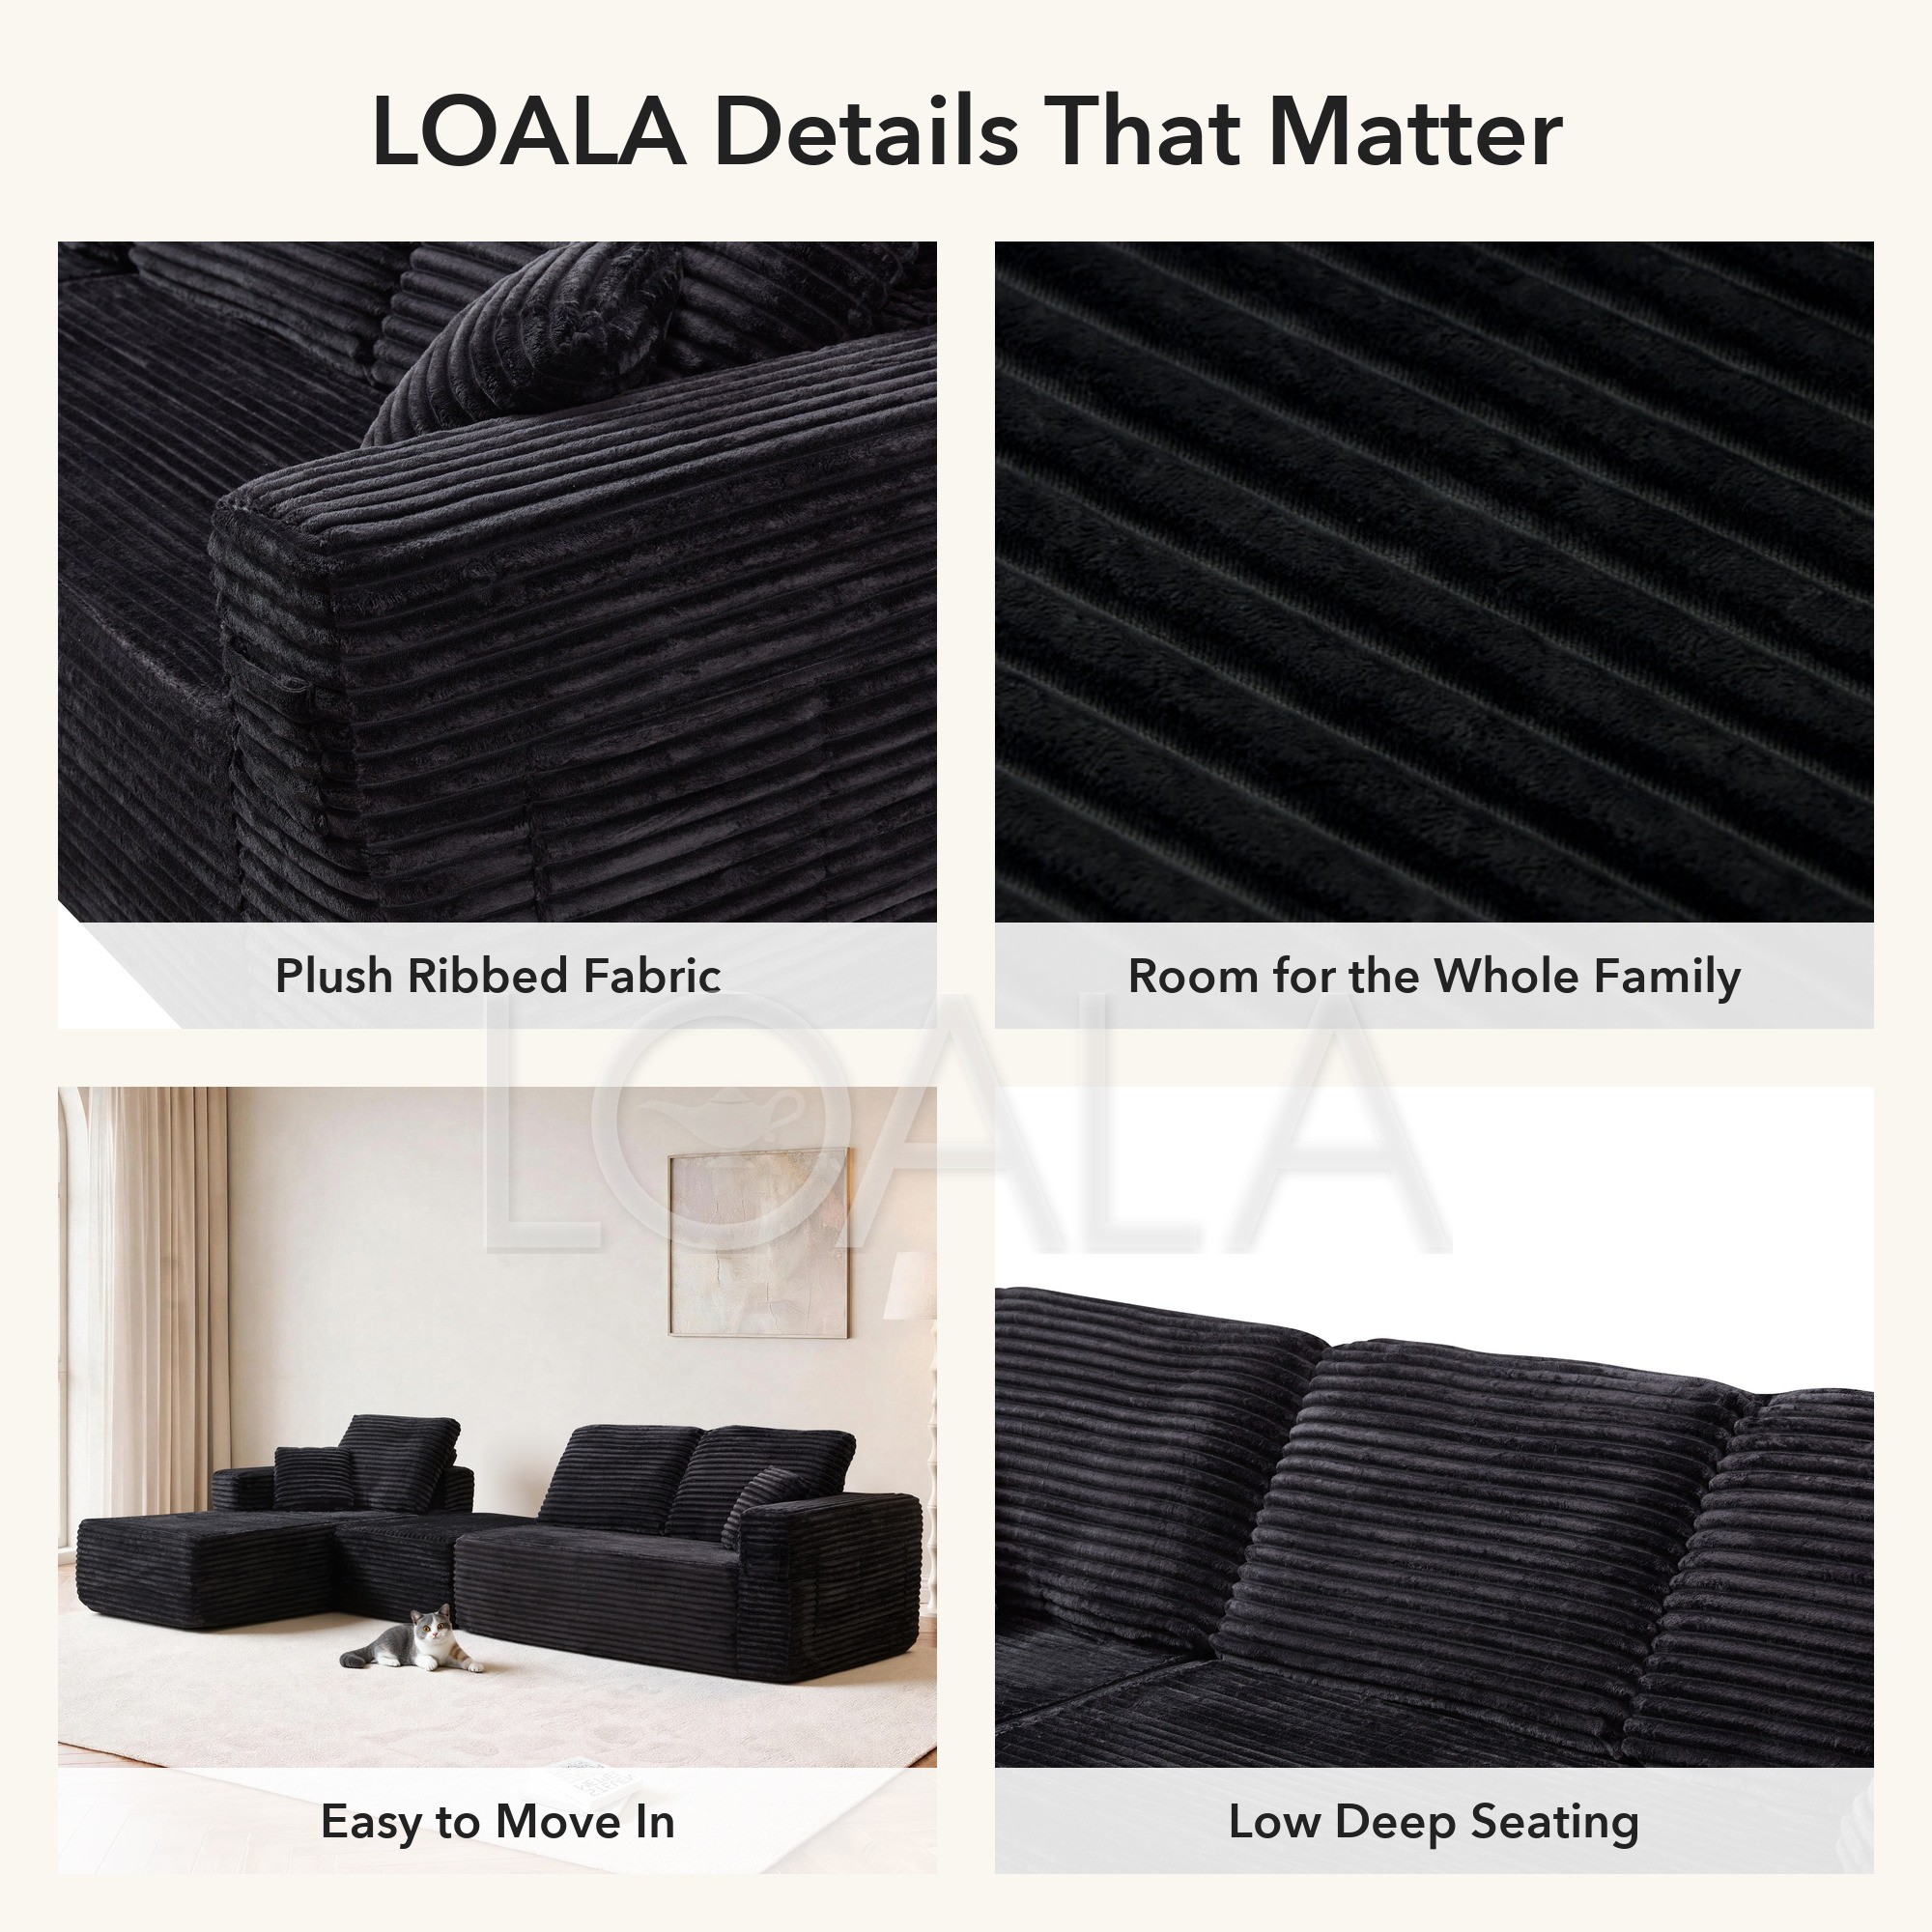 LOALA Details That Matter
Plush Ribbed Fabric
Room for the Whole Family
LOALA
Easy to Move In
Low Deep Seating